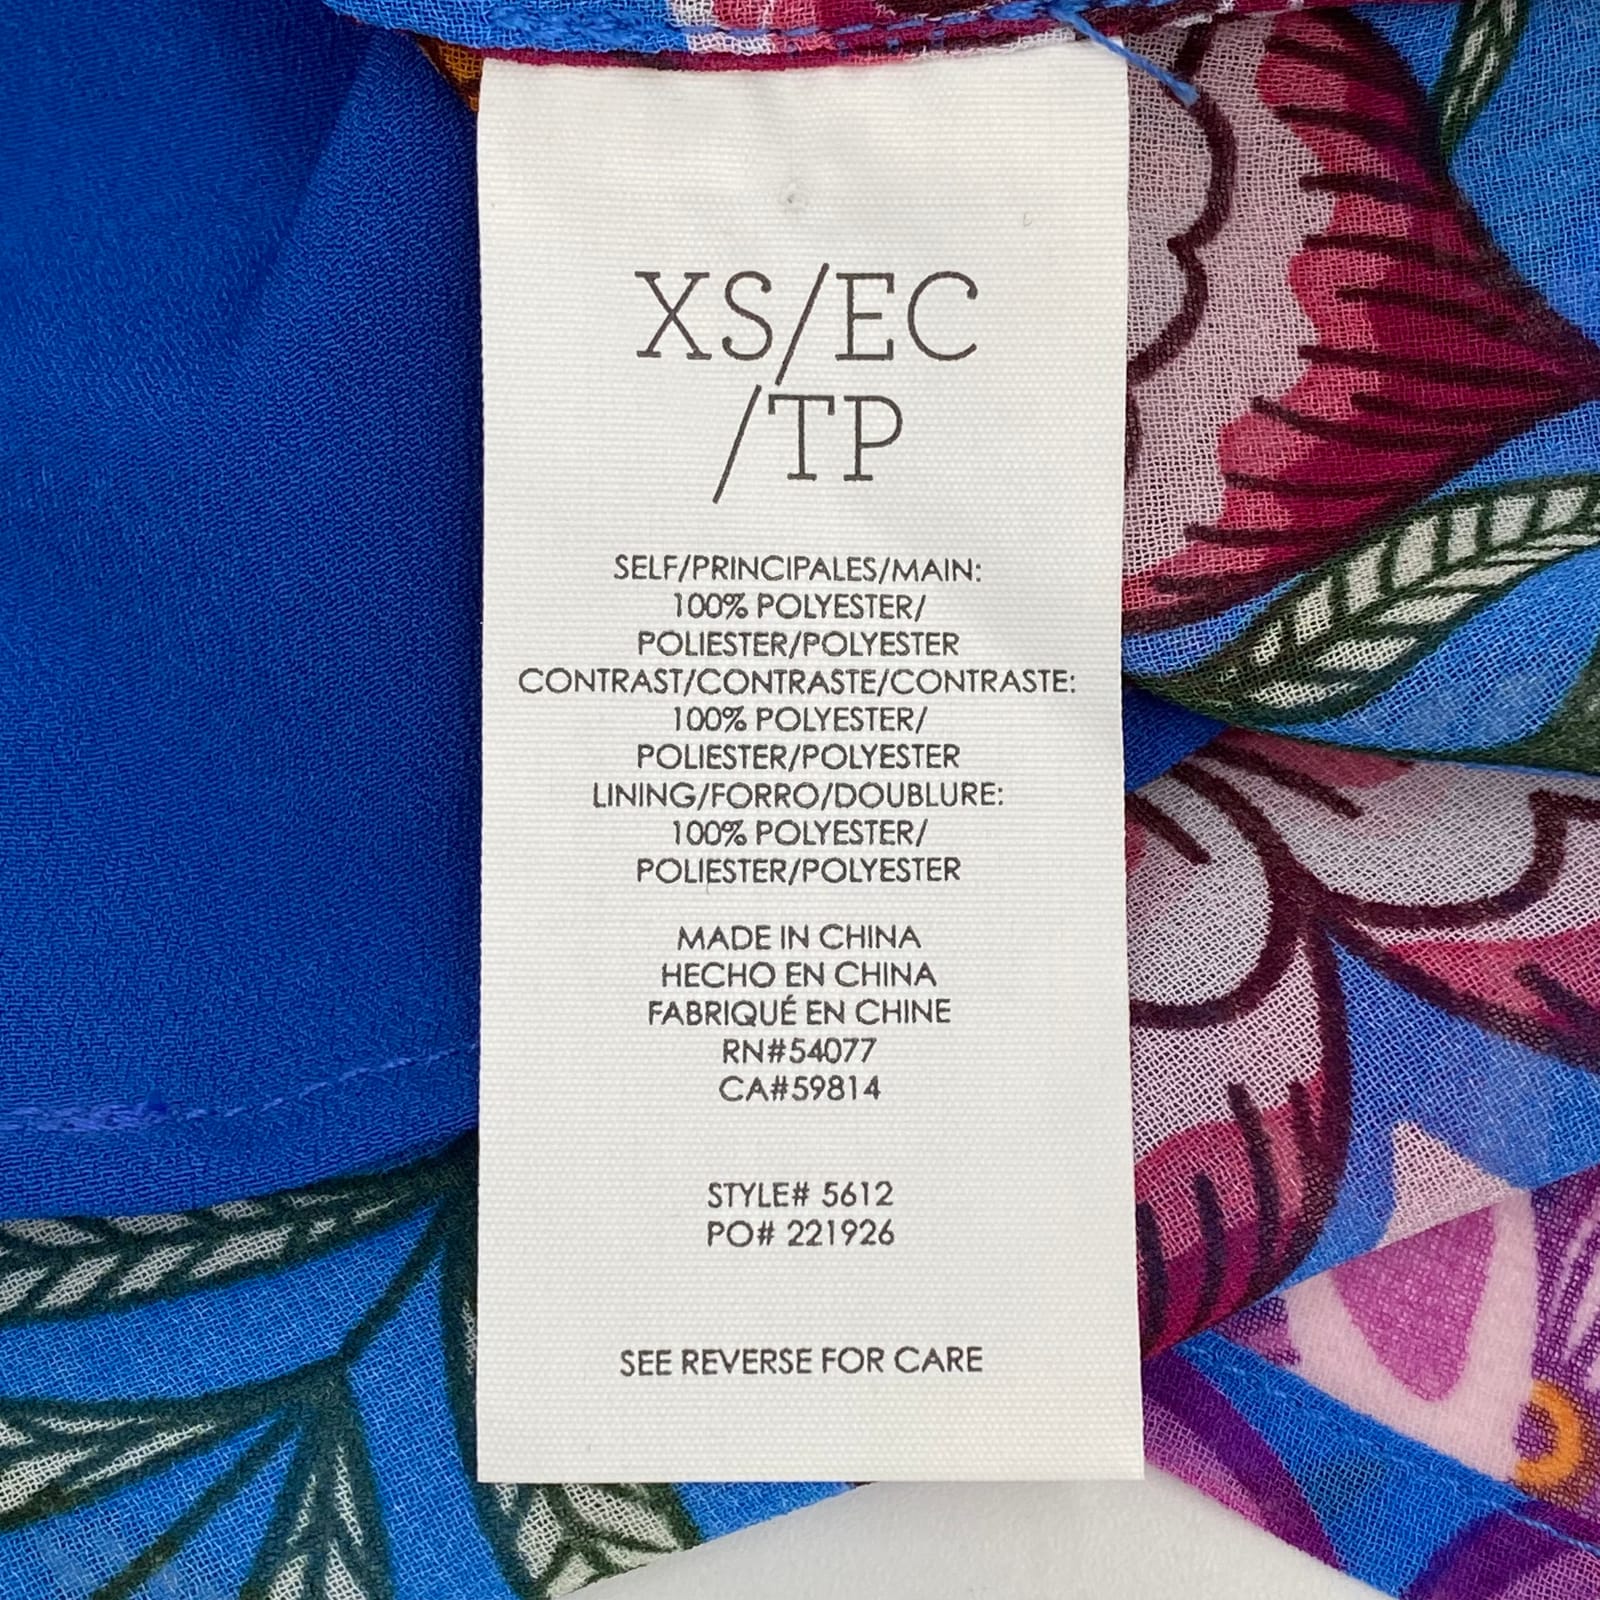 XS/EC
/TP
SELF/PRINCIPALES/MAIN:
100% POLYESTER/
POLIESTER/POLYESTER
CONTRAST/CONTRASTE/CONTRASTE:
100% POLYESTER/
POLIESTER/POLYESTER
LINING/FORRO/DOUBLURE:
100% POLYESTER/
POLIESTER/POLYESTER
MADE IN CHINA
HECHO EN CHINA
FABRIQUÉ EN CHINE
RN#54077
CA#59814
STYLE# 5612
PO# 221926
SEE REVERSE FOR CARE